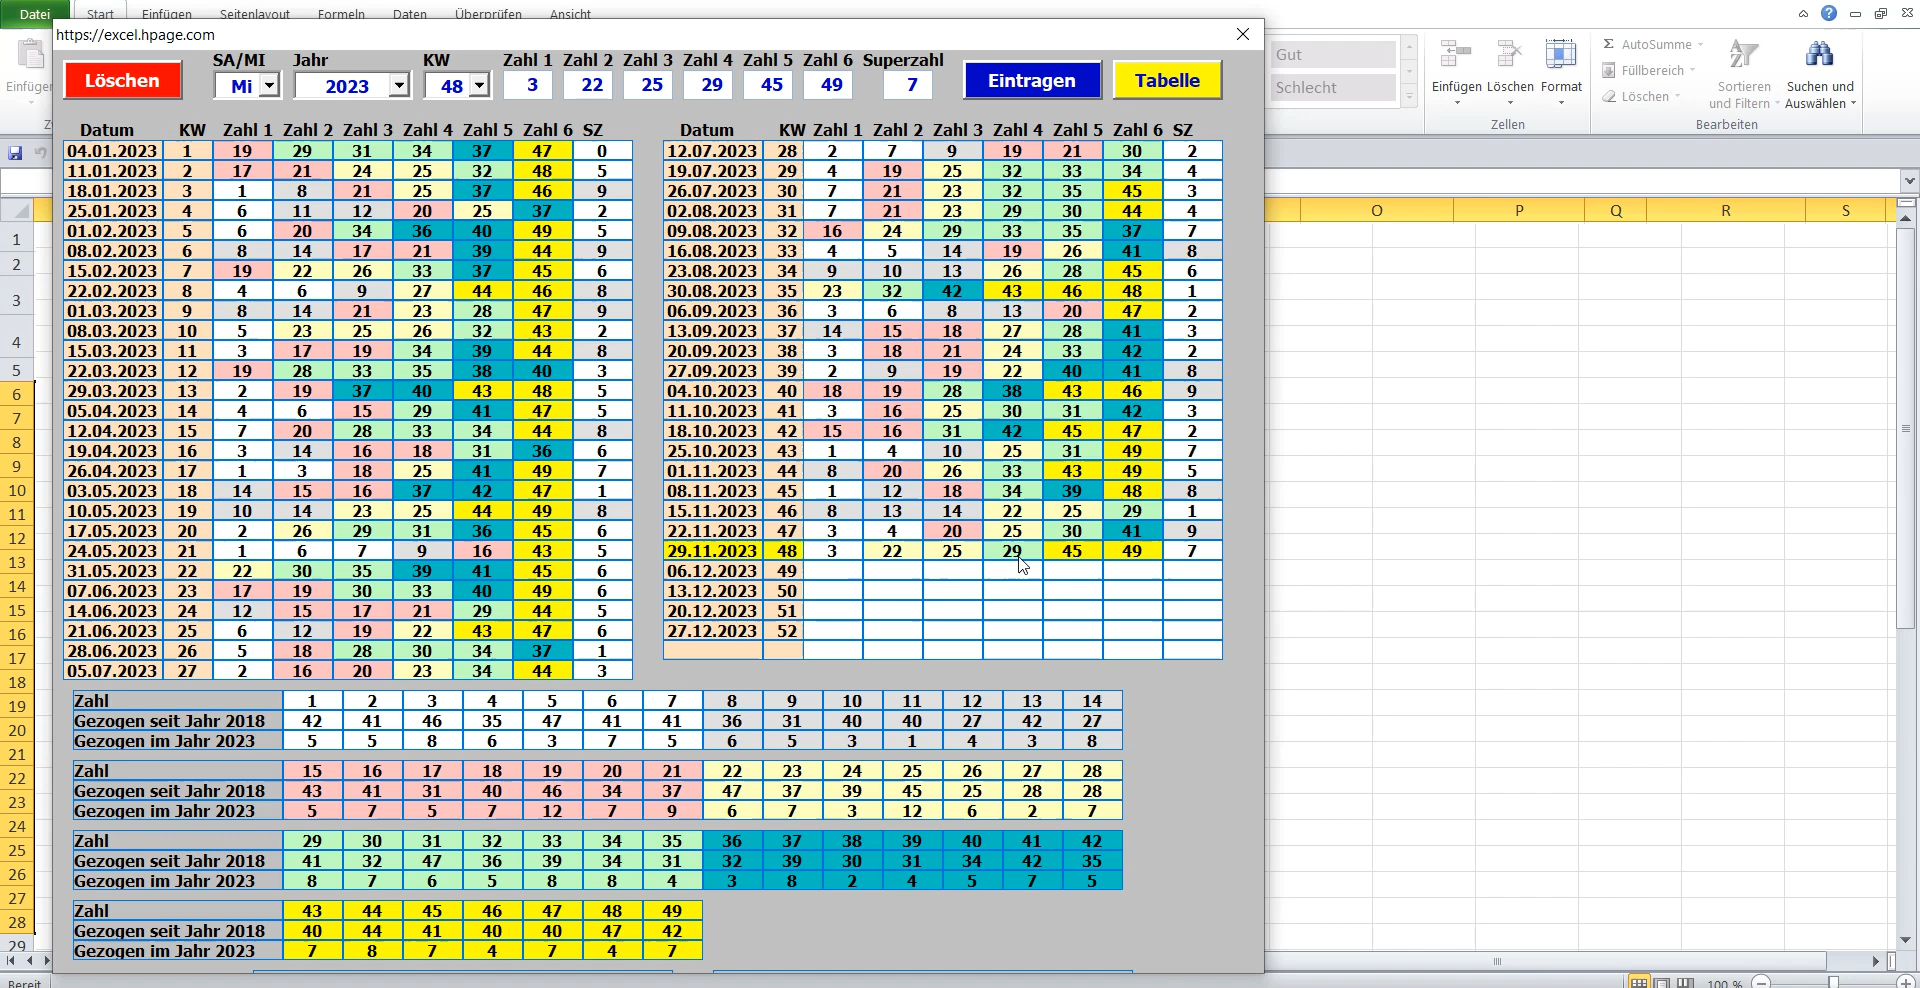 Datei Start Einfügen Seitenlayout Formeln Daten Überprüfen Ansicht
https://excel.hpage.com
SA/MI Jahr KW Zahl 1 Zahl 2 Zahl 3 Zahl 4 Zahl 5 Zahl 6 Superzahl
Löschen Mi 2023 48 3 22 25 29 45 49 7 Eintragen Tabelle
Gut
Schlecht
Einfügen Löschen Format
Zellen
Σ AutoSumme
Füllbereich
Löschen
Sortieren und Filtern
Suchen und Auswählen
Bearbeiten
Datum KW Zahl 1 Zahl 2 Zahl 3 Zahl 4 Zahl 5 Zahl 6 SZ
04.01.2023 1 19 29 31 34 37 47 0
11.01.2023 2 17 21 24 25 32 48 5
18.01.2023 3 1 8 21 25 37 46 9
25.01.2023 4 6 11 12 20 25 37 2
01.02.2023 5 6 20 34 36 40 49 5
08.02.2023 6 8 14 17 21 39 44 9
15.02.2023 7 19 22 26 33 37 45 6
22.02.2023 8 4 6 9 27 44 46 8
01.03.2023 9 8 14 21 23 28 47 9
08.03.2023 10 5 23 25 26 32 43 2
15.03.2023 11 3 17 19 34 39 44 8
22.03.2023 12 19 28 33 35 38 40 3
29.03.2023 13 2 19 37 40 43 48 5
05.04.2023 14 4 6 15 29 41 47 5
12.04.2023 15 7 20 28 33 34 44 8
19.04.2023 16 3 14 16 18 31 36 6
26.04.2023 17 1 3 18 25 41 49 7
03.05.2023 18 14 15 16 37 42 47 1
10.05.2023 19 10 14 23 25 44 49 8
17.05.2023 20 2 26 29 31 36 45 6
24.05.2023 21 1 6 7 9 16 43 5
31.05.2023 22 22 30 35 39 41 45 6
07.06.2023 23 17 19 30 33 40 49 6
14.06.2023 24 12 15 17 21 29 44 5
21.06.2023 25 6 12 19 22 43 47 6
28.06.2023 26 5 18 28 30 34 37 1
05.07.2023 27 2 16 20 23 34 44 3
Datum KW Zahl 1 Zahl 2 Zahl 3 Zahl 4 Zahl 5 Zahl 6 SZ
12.07.2023 28 2 7 9 19 21 30 2
19.07.2023 29 4 19 25 32 33 34 4
26.07.2023 30 7 21 23 32 35 45 3
02.08.2023 31 7 21 23 29 30 44 4
09.08.2023 32 16 24 29 33 35 37 7
16.08.2023 33 4 5 14 19 26 41 8
23.08.2023 34 9 10 13 26 28 45 6
30.08.2023 35 23 32 42 43 46 48 1
06.09.2023 36 3 6 8 13 20 47 2
13.09.2023 37 14 15 18 27 28 41 3
20.09.2023 38 3 18 21 24 33 42 2
27.09.2023 39 2 9 19 22 40 41 8
04.10.2023 40 18 19 28 38 43 46 9
11.10.2023 41 3 16 25 30 31 42 3
18.10.2023 42 15 16 31 42 45 47 2
25.10.2023 43 1 4 10 25 31 49 7
01.11.2023 44 8 20 26 33 43 49 5
08.11.2023 45 1 12 18 34 39 48 8
15.11.2023 46 8 13 14 22 25 29 1
22.11.2023 47 3 4 20 25 30 41 9
29.11.2023 48 3 22 25 29 45 49 7
06.12.2023 49
13.12.2023 50
20.12.2023 51
27.12.2023 52
Zahl 1 2 3 4 5 6 7 8 9 10 11 12 13 14
Gezogen seit Jahr 2018 42 41 46 35 47 41 41 36 31 40 40 27 42 27
Gezogen im Jahr 2023 5 5 8 6 3 7 5 6 5 3 1 4 3 8
Zahl 15 16 17 18 19 20 21 22 23 24 25 26 27 28
Gezogen seit Jahr 2018 43 41 31 40 46 34 37 47 37 39 45 25 28 28
Gezogen im Jahr 2023 5 7 5 7 12 7 9 6 7 3 12 6 2 7
Zahl 29 30 31 32 33 34 35 36 37 38 39 40 41 42
Gezogen seit Jahr 2018 41 32 47 36 39 34 31 32 39 30 31 34 42 35
Gezogen im Jahr 2023 8 7 6 5 8 8 4 3 8 2 4 5 7 5
Zahl 43 44 45 46 47 48 49
Gezogen seit Jahr 2018 40 44 41 40 40 47 42
Gezogen im Jahr 2023 7 8 7 4 7 4 7
O P Q R S
1
2
3
4
5
6
7
8
9
10
11
12
13
14
15
16
17
18
19
20
21
22
23
24
25
26
27
28
29
Bereit 100 %